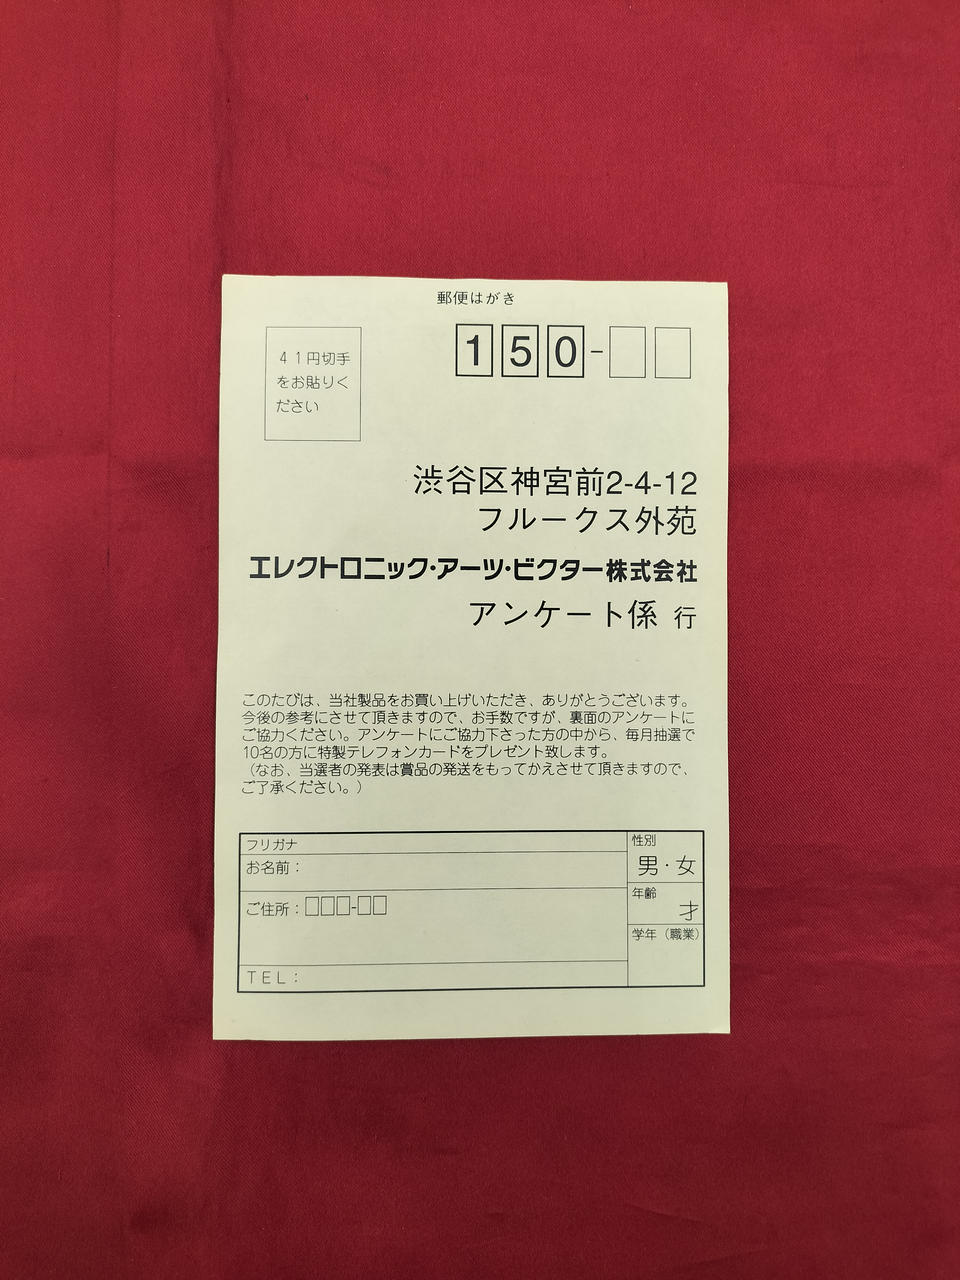 郵便はがき
41円切手
をお貼りく
ださい
150-
渋谷区神宮前2-4-12
フルークス外苑
エレクトロニック・アーツ・ビクター株式会社
アンケート係 行
このたびは、当社製品をお買い上げいただき、ありがとうございます。
今後の参考にさせて頂きますので、お手数ですが、裏面のアンケートに
ご協力ください。アンケートにご協力下さった方の中から、毎月抽選で
10名の方に特製テレフォンカードをプレゼント致します。
(なお、当選者の発表は賞品の発送をもってかえさせて頂きますので、
ご了承ください。)
フリガナ
お名前:
ご住所:□□□-□□
TEL:
性別
男・女
年齢
才
学年(職業)